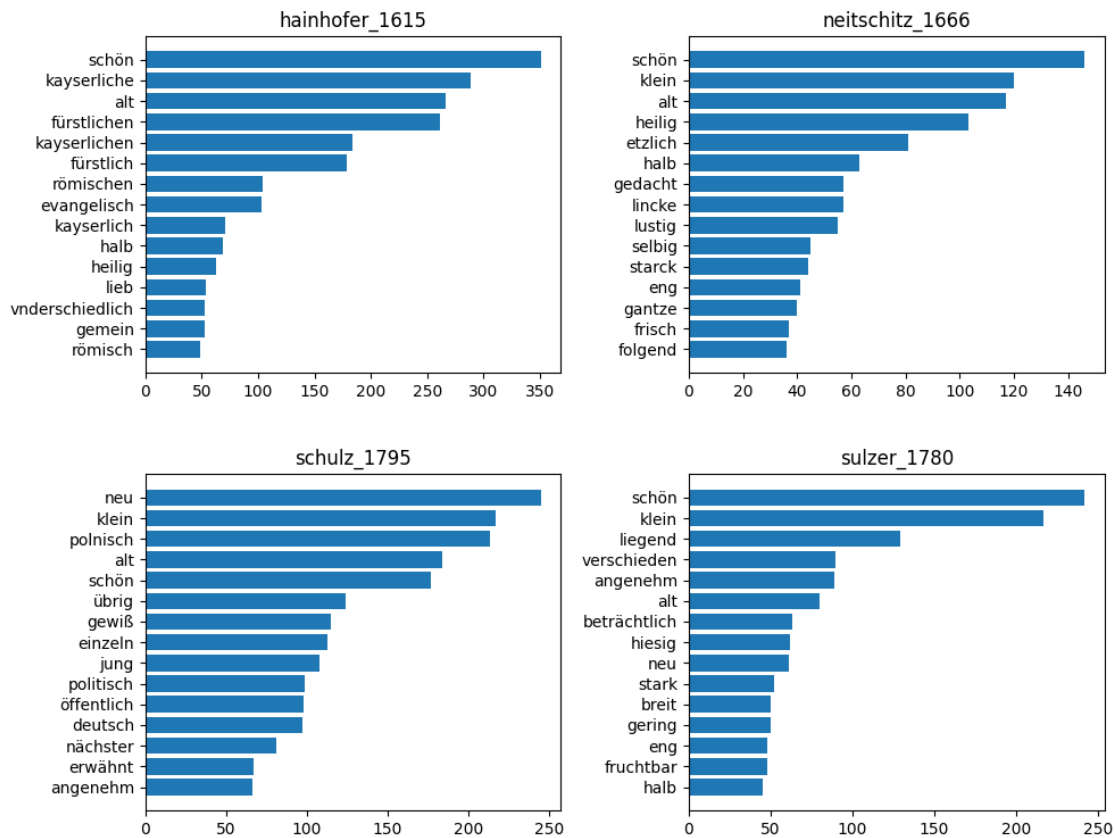 hainhofer_1615
schön
kayserliche
alt
fürstlichen
kayserlichen
fürstlich
römischen
evangelisch
kayserlich
halb
heilig
lieb
vnderschiedlich
gemein
römisch
0 50 100 150 200 250 300 350
neitschitz_1666
schön
klein
alt
heilig
etzlich
halb
gedacht
lincke
lustig
selbig
starck
eng
gantze
frisch
folgend
0 20 40 60 80 100 120 140
schulz_1795
neu
klein
polnisch
alt
schön
übrig
gewiß
einzeln
jung
politisch
öffentlich
deutsch
nächster
erwähnt
angenehm
0 50 100 150 200 250
sulzer_1780
schön
klein
liegend
verschieden
angenehm
alt
beträchtlich
hiesig
neu
stark
breit
gering
eng
fruchtbar
halb
0 50 100 150 200 250